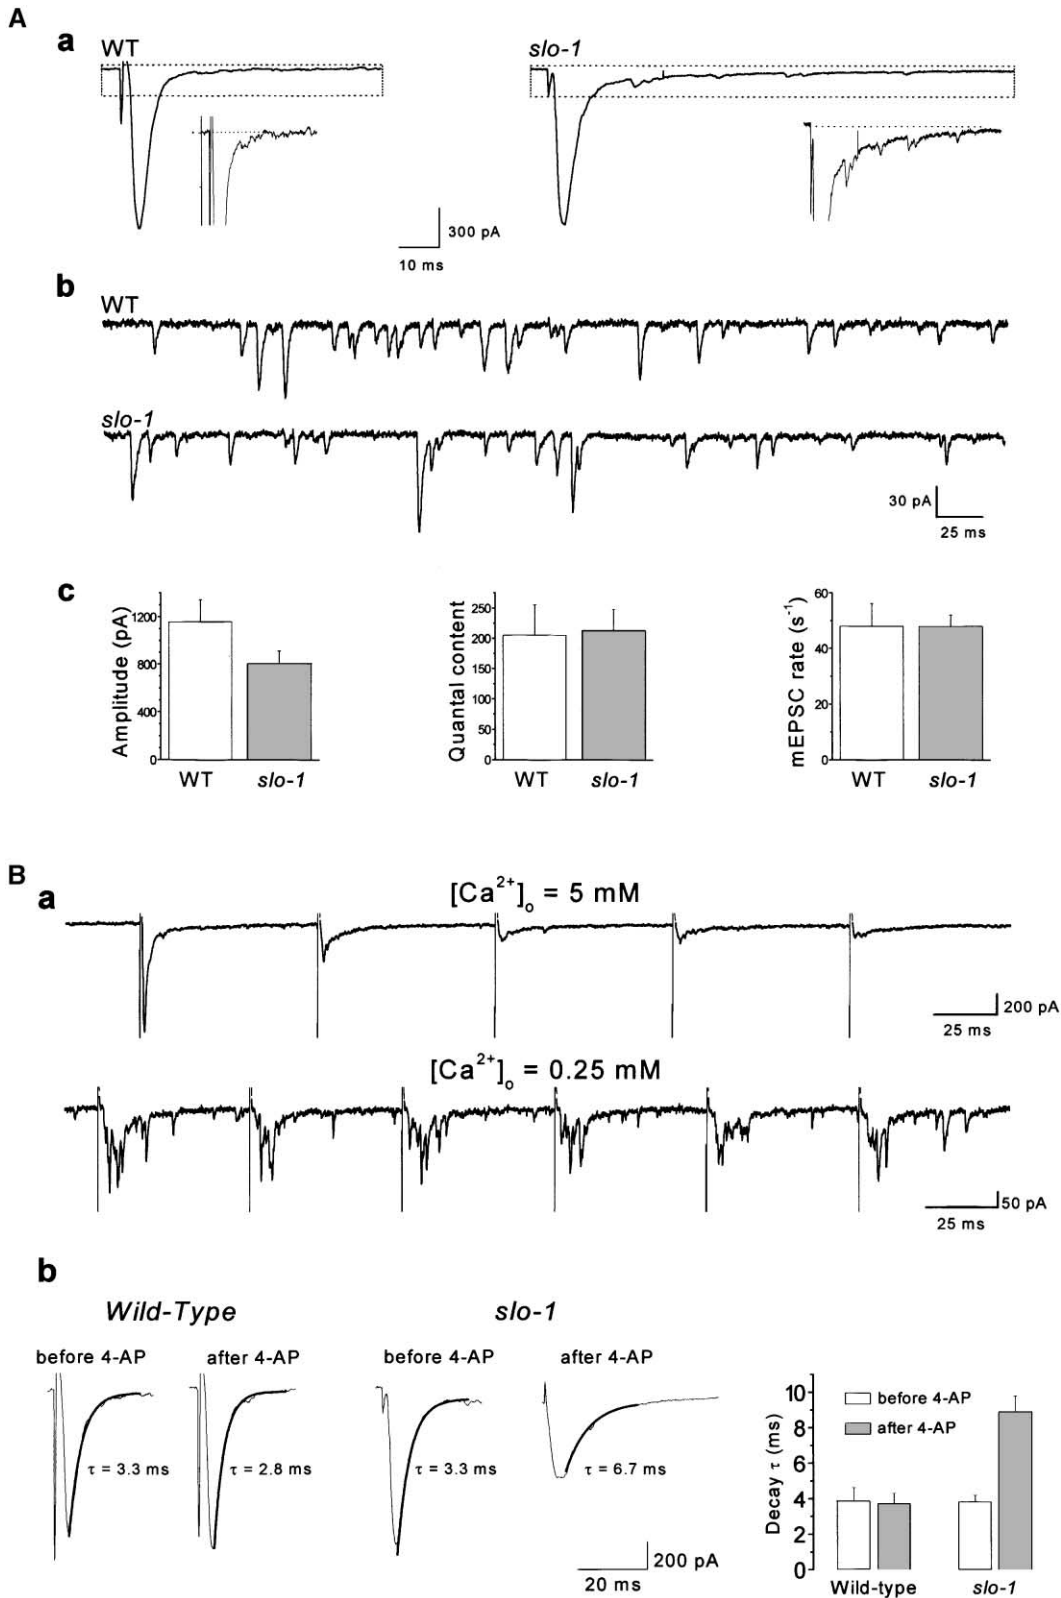 A
a
WT
slo-1
300 pA
10 ms
b
WT
slo-1
30 pA
25 ms
c
Amplitude (pA)
1200
800
400
0
WT
slo-1
Quantal content
250
200
150
100
50
0
WT
slo-1
mEPSC rate (s⁻¹)
60
40
20
0
WT
slo-1
B
a
[Ca²⁺]ₒ = 5 mM
200 pA
25 ms
[Ca²⁺]ₒ = 0.25 mM
50 pA
25 ms
b
Wild-Type
slo-1
before 4-AP
after 4-AP
before 4-AP
after 4-AP
τ = 3.3 ms
τ = 2.8 ms
τ = 3.3 ms
τ = 6.7 ms
200 pA
20 ms
Decay τ (ms)
10
8
6
4
2
0
before 4-AP
after 4-AP
Wild-type
slo-1